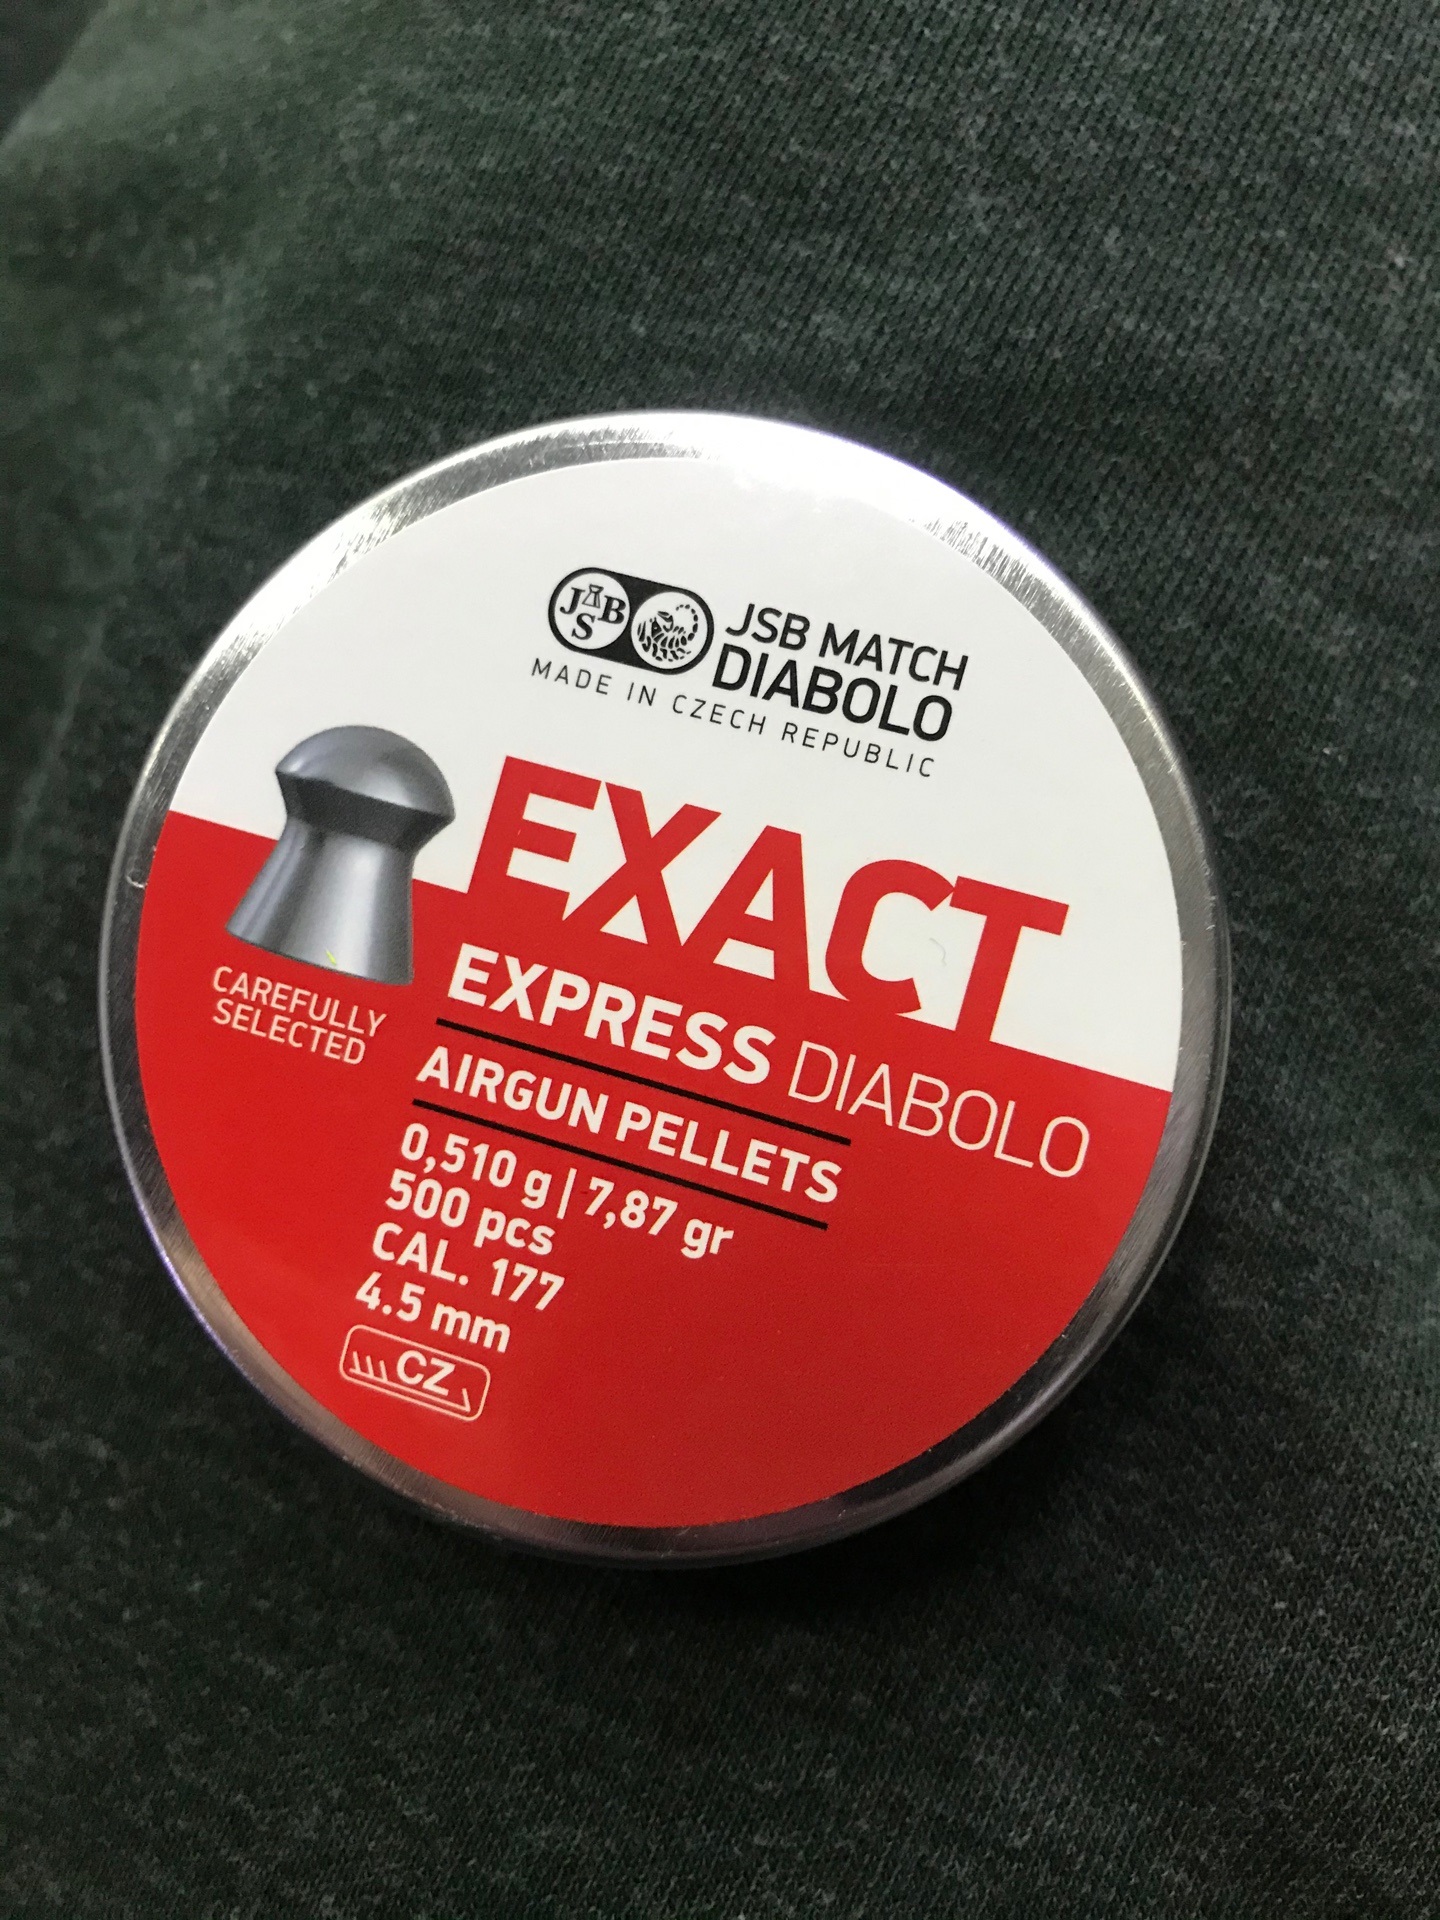 JSB
JSB MATCH
DIABOLO
MADE IN CZECH REPUBLIC
EXACT
EXPRESS DIABOLO
AIRGUN PELLETS
0,510 g | 7,87 gr
500 pcs
CAL. 177
4.5 mm
CZ
CAREFULLY
SELECTED